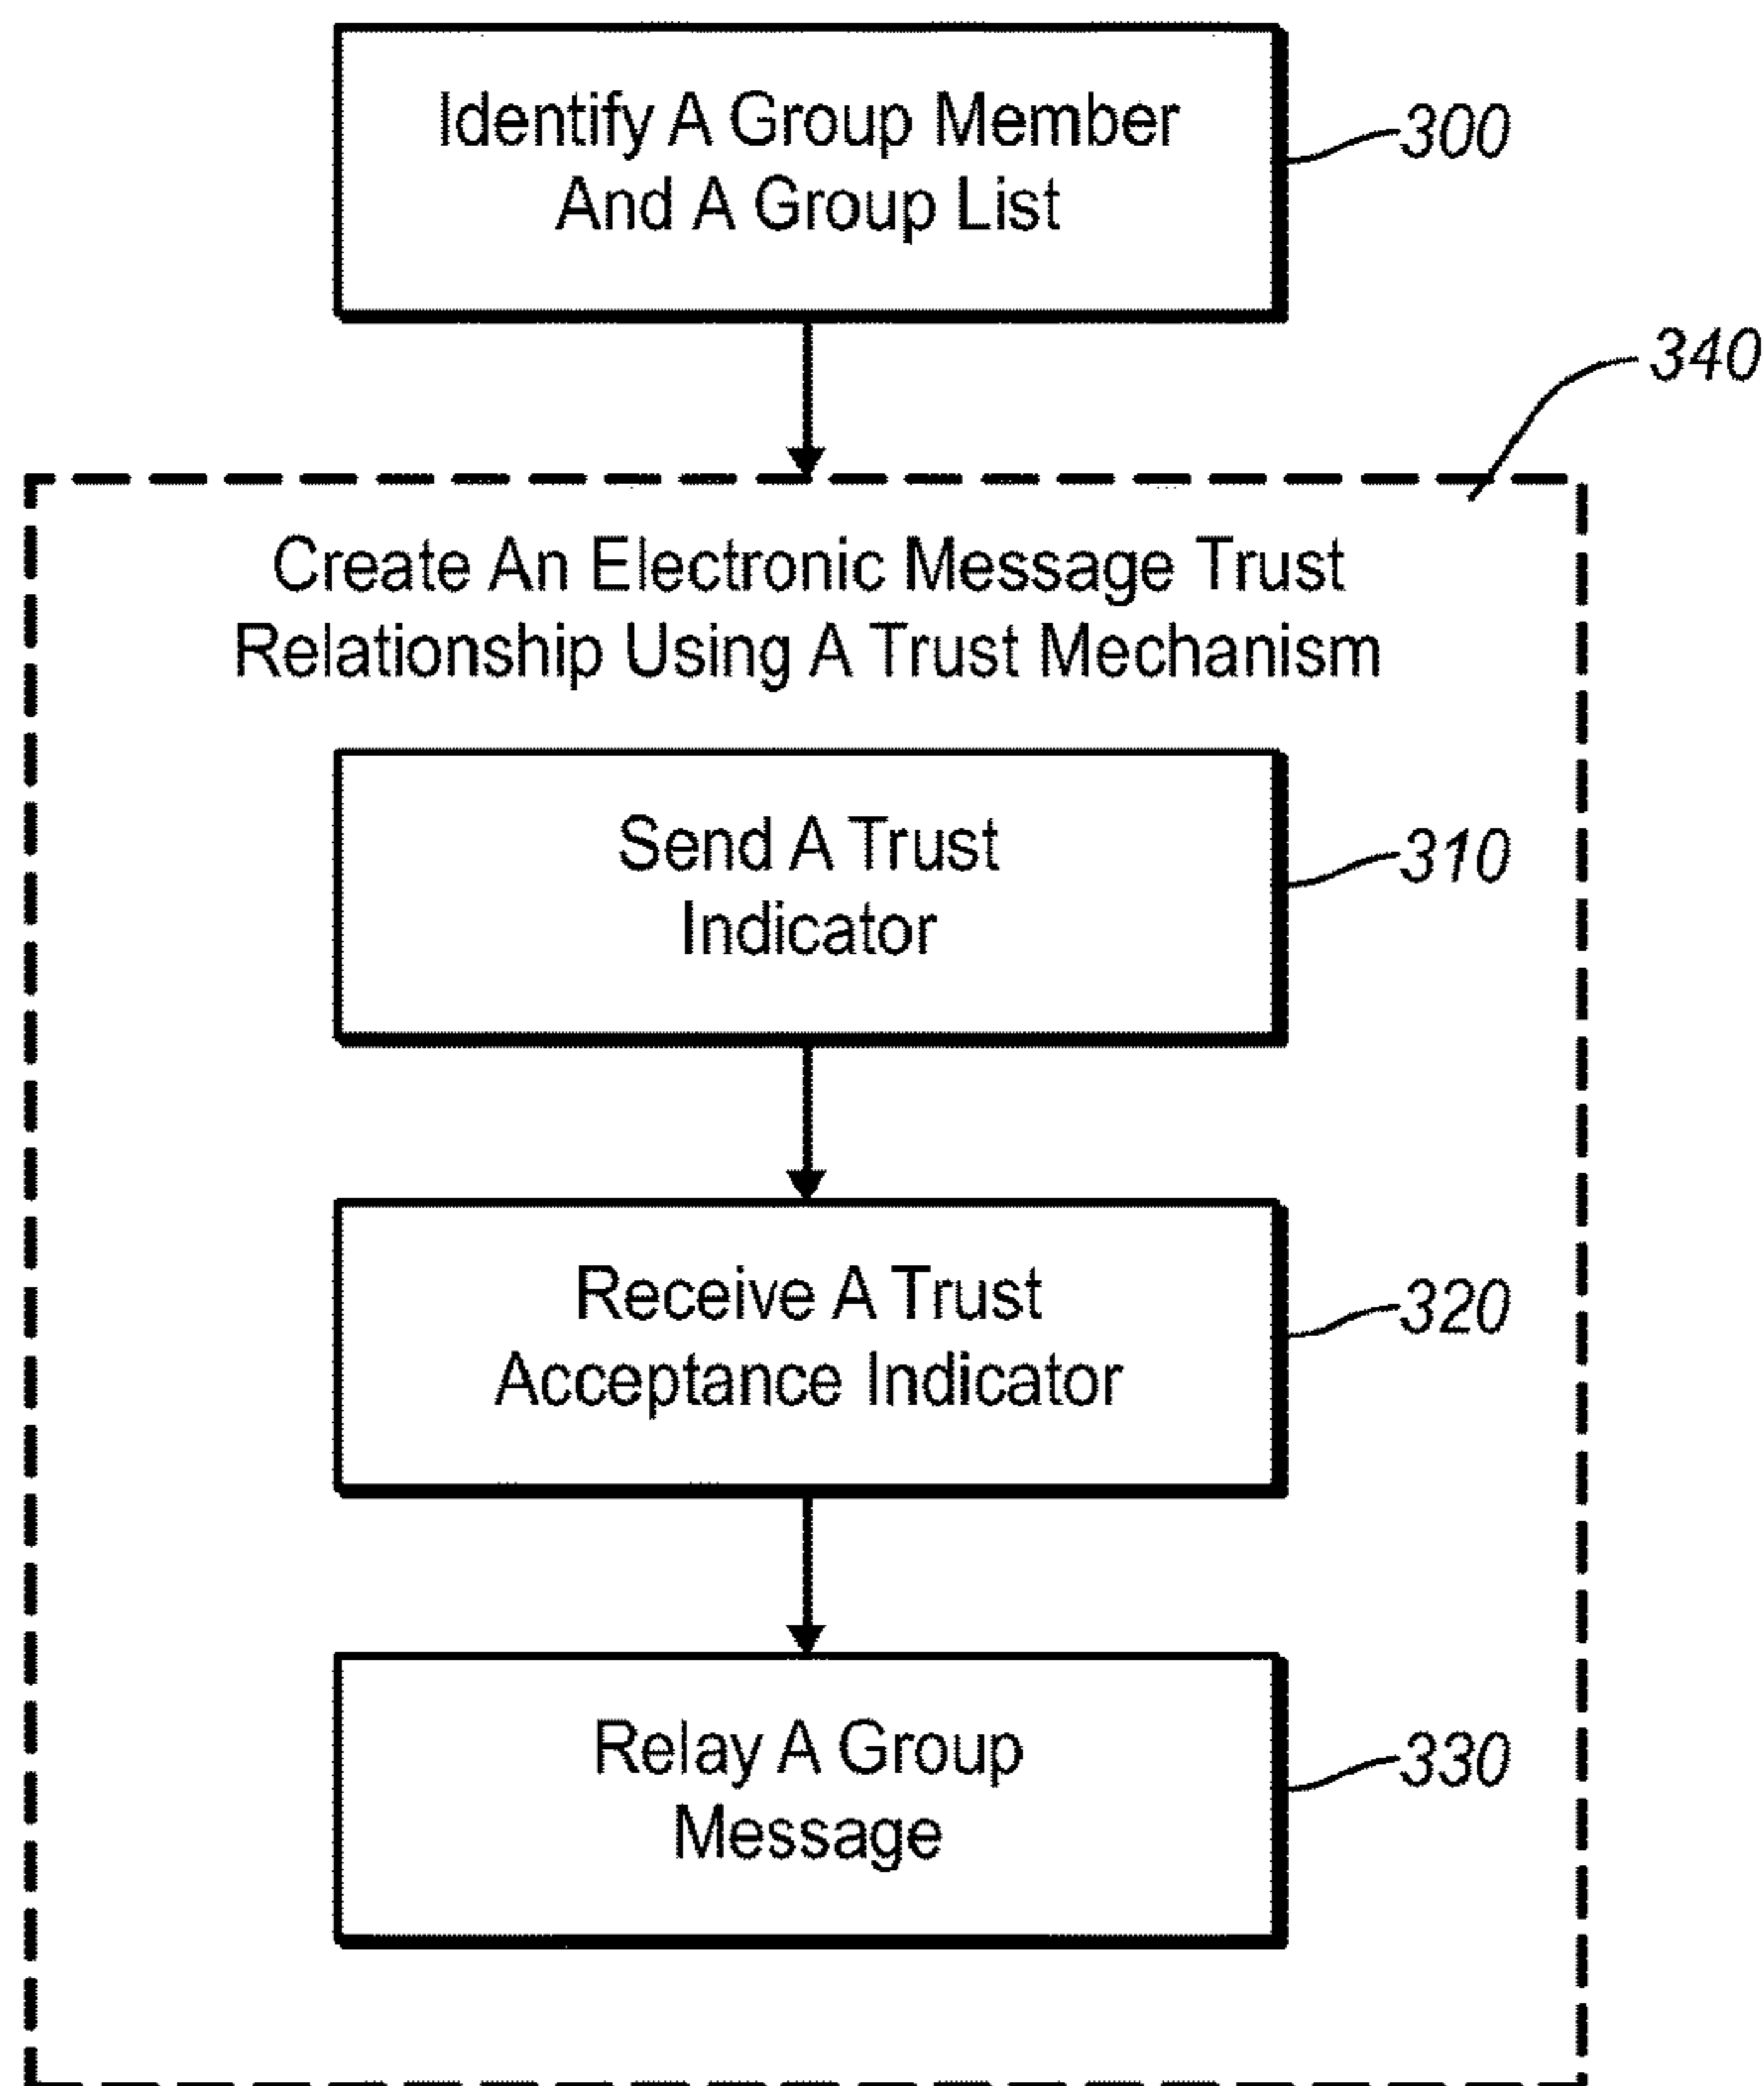 Identify A Group Member
And A Group List
300
340
Create An Electronic Message Trust
Relationship Using A Trust Mechanism
Send A Trust
Indicator
310
Receive A Trust
Acceptance Indicator
320
Relay A Group
Message
330